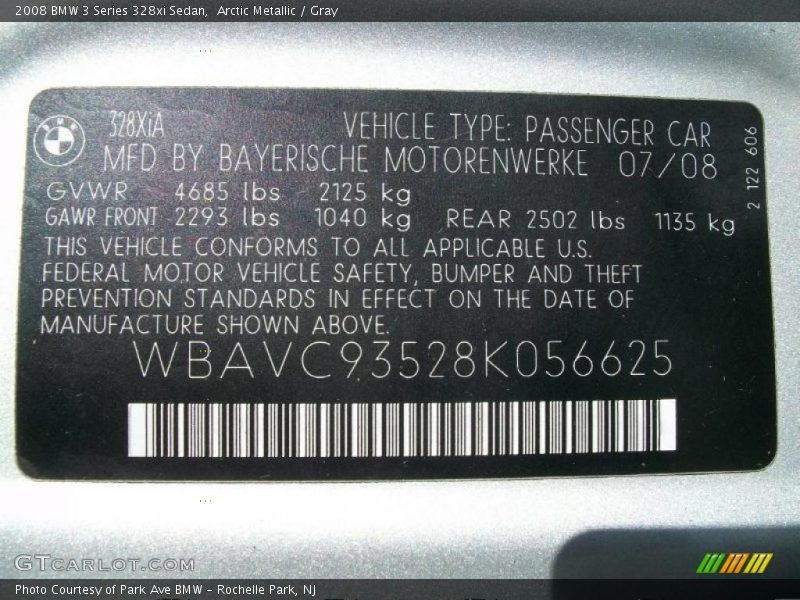 2008 BMW 3 Series 328xi Sedan,  Arctic Metallic / Gray
BMW
328XiA
VEHICLE TYPE: PASSENGER CAR
MFD BY BAYERISCHE MOTORENWERKE 07/08
GVWR 4685 lbs 2125 kg
GAWR FRONT 2293 lbs 1040 kg REAR 2502 lbs 1135 kg
THIS VEHICLE CONFORMS TO ALL APPLICABLE U.S.
FEDERAL MOTOR VEHICLE SAFETY, BUMPER AND THEFT
PREVENTION STANDARDS IN EFFECT ON THE DATE OF
MANUFACTURE SHOWN ABOVE.
WBAVC93528K056625
2 122 606
GTCARLOT.COM
Photo Courtesy of Park Ave BMW - Rochelle Park, NJ